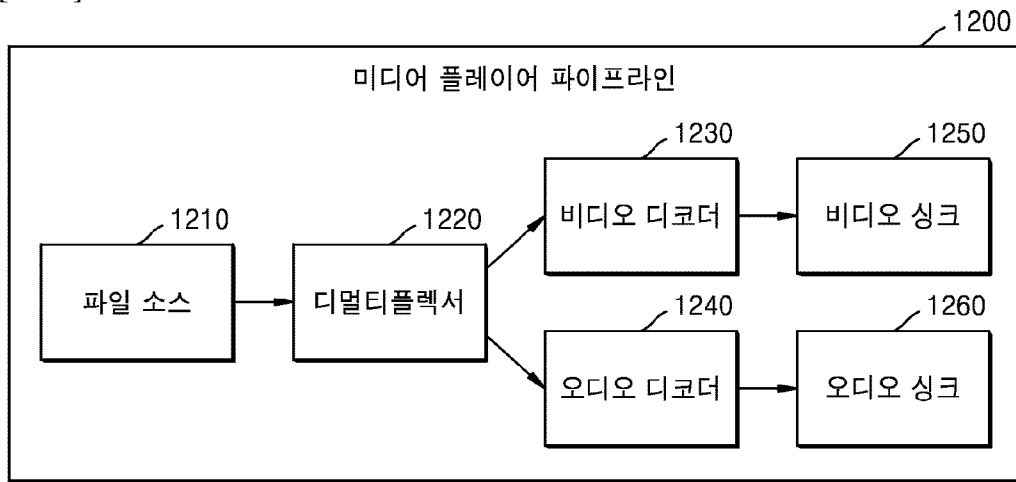 1200
미디어 플레이어 파이프라인
1230 1250
비디오 디코더 비디오 싱크
1210 1220
파일 소스 디멀티플렉서
1240 1260
오디오 디코더 오디오 싱크